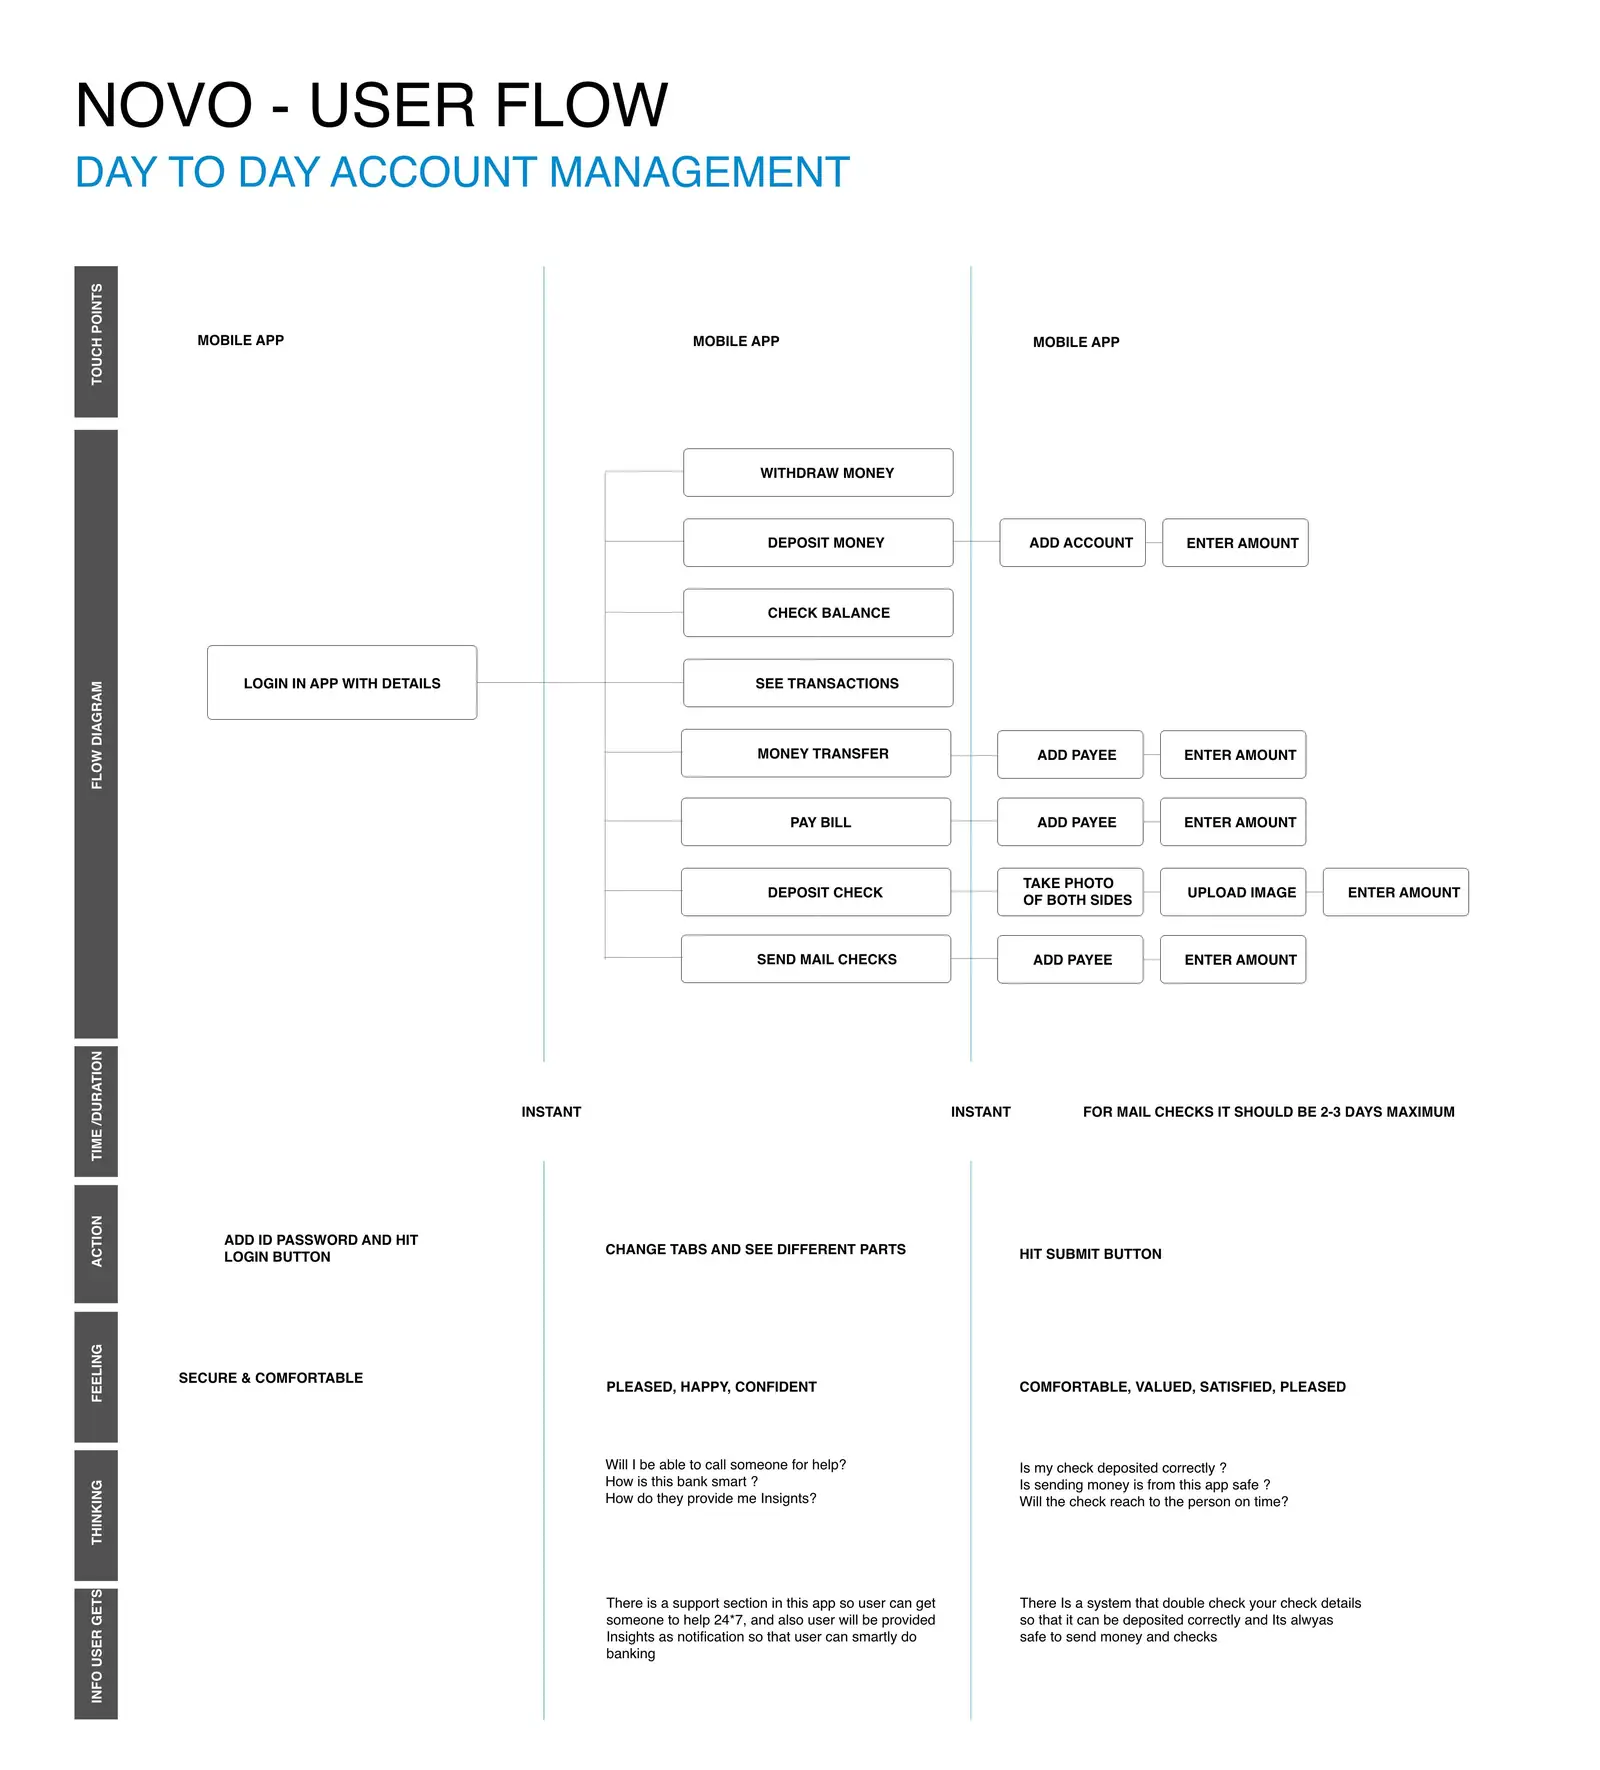 NOVO - USER FLOW
DAY TO DAY ACCOUNT MANAGEMENT
TOUCH POINTS
MOBILE APP
MOBILE APP
MOBILE APP
FLOW DIAGRAM
LOGIN IN APP WITH DETAILS
WITHDRAW MONEY
DEPOSIT MONEY
ADD ACCOUNT
ENTER AMOUNT
CHECK BALANCE
SEE TRANSACTIONS
MONEY TRANSFER
ADD PAYEE
ENTER AMOUNT
PAY BILL
ADD PAYEE
ENTER AMOUNT
DEPOSIT CHECK
TAKE PHOTO
OF BOTH SIDES
UPLOAD IMAGE
ENTER AMOUNT
SEND MAIL CHECKS
ADD PAYEE
ENTER AMOUNT
TIME /DURATION
INSTANT
INSTANT
FOR MAIL CHECKS IT SHOULD BE 2-3 DAYS MAXIMUM
ACTION
ADD ID PASSWORD AND HIT
LOGIN BUTTON
CHANGE TABS AND SEE DIFFERENT PARTS
HIT SUBMIT BUTTON
FEELING
SECURE & COMFORTABLE
PLEASED, HAPPY, CONFIDENT
COMFORTABLE, VALUED, SATISFIED, PLEASED
THINKING
Will I be able to call someone for help?
How is this bank smart ?
How do they provide me Insignts?
Is my check deposited correctly ?
Is sending money is from this app safe ?
Will the check reach to the person on time?
INFO USER GETS
There is a support section in this app so user can get
someone to help 24*7, and also user will be provided
Insights as notification so that user can smartly do
banking
There Is a system that double check your check details
so that it can be deposited correctly and Its alwyas
safe to send money and checks